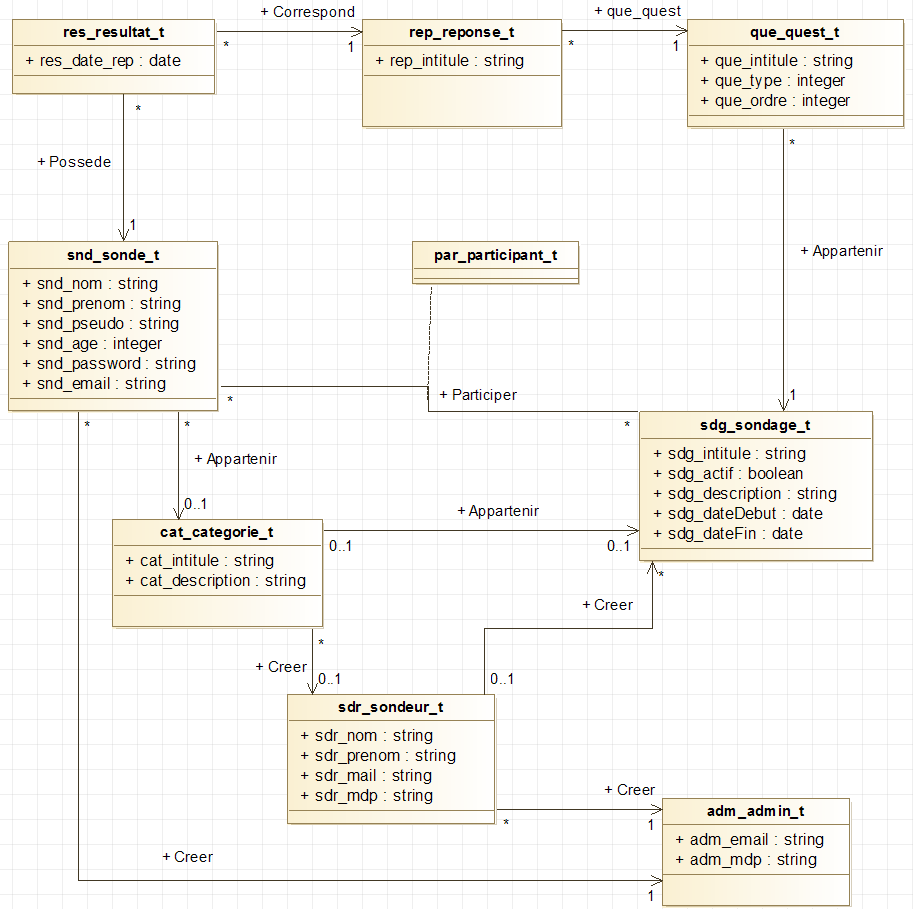 + Correspond
+ que_quest
res_resultat_t
+ res_date_rep : date
*
1
rep_reponse_t
+ rep_intitule : string
*
1
que_quest_t
+ que_intitule : string
+ que_type : integer
+ que_ordre : integer
*
*
+ Possede
1
+ Appartenir
1
snd_sonde_t
+ snd_nom : string
+ snd_prenom : string
+ snd_pseudo : string
+ snd_age : integer
+ snd_password : string
+ snd_email : string
par_participant_t
*
+ Participer
*
*
*
sdg_sondage_t
+ sdg_intitule : string
+ sdg_actif : boolean
+ sdg_description : string
+ sdg_dateDebut : date
+ sdg_dateFin : date
+ Appartenir
0..1
+ Appartenir
0..1
0..1
cat_categorie_t
+ cat_intitule : string
+ cat_description : string
*
+ Creer
*
+ Creer
0..1
0..1
sdr_sondeur_t
+ sdr_nom : string
+ sdr_prenom : string
+ sdr_mail : string
+ sdr_mdp : string
+ Creer
*
1
adm_admin_t
+ adm_email : string
+ adm_mdp : string
+ Creer
1